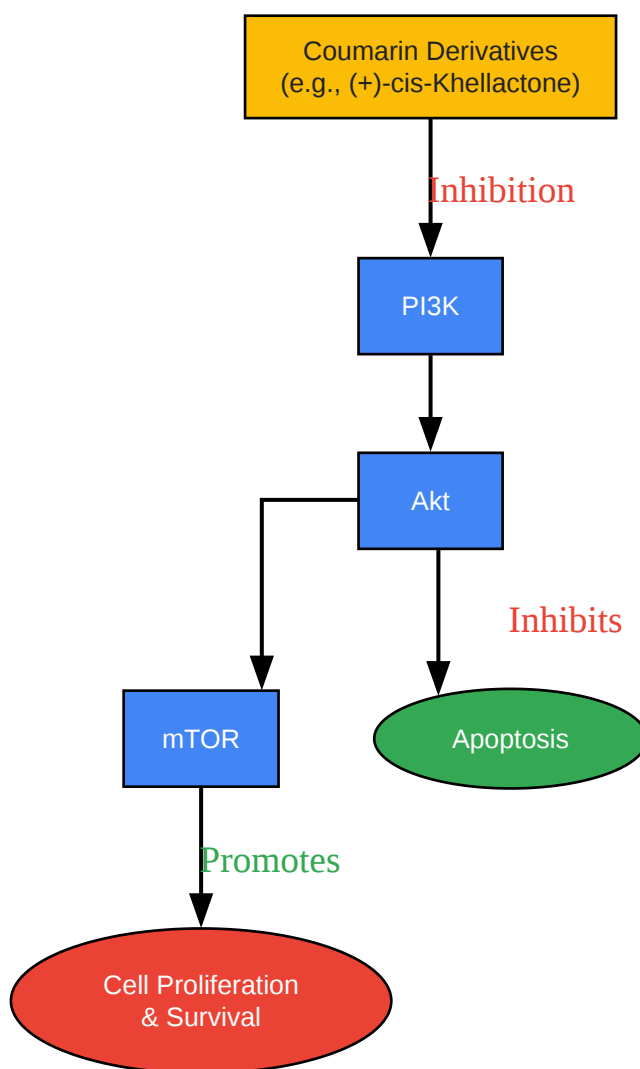 Coumarin Derivatives
(e.g., (+)-cis-Khellactone)
Inhibition
PI3K
Akt
Inhibits
mTOR
Apoptosis
Promotes
Cell Proliferation
& Survival